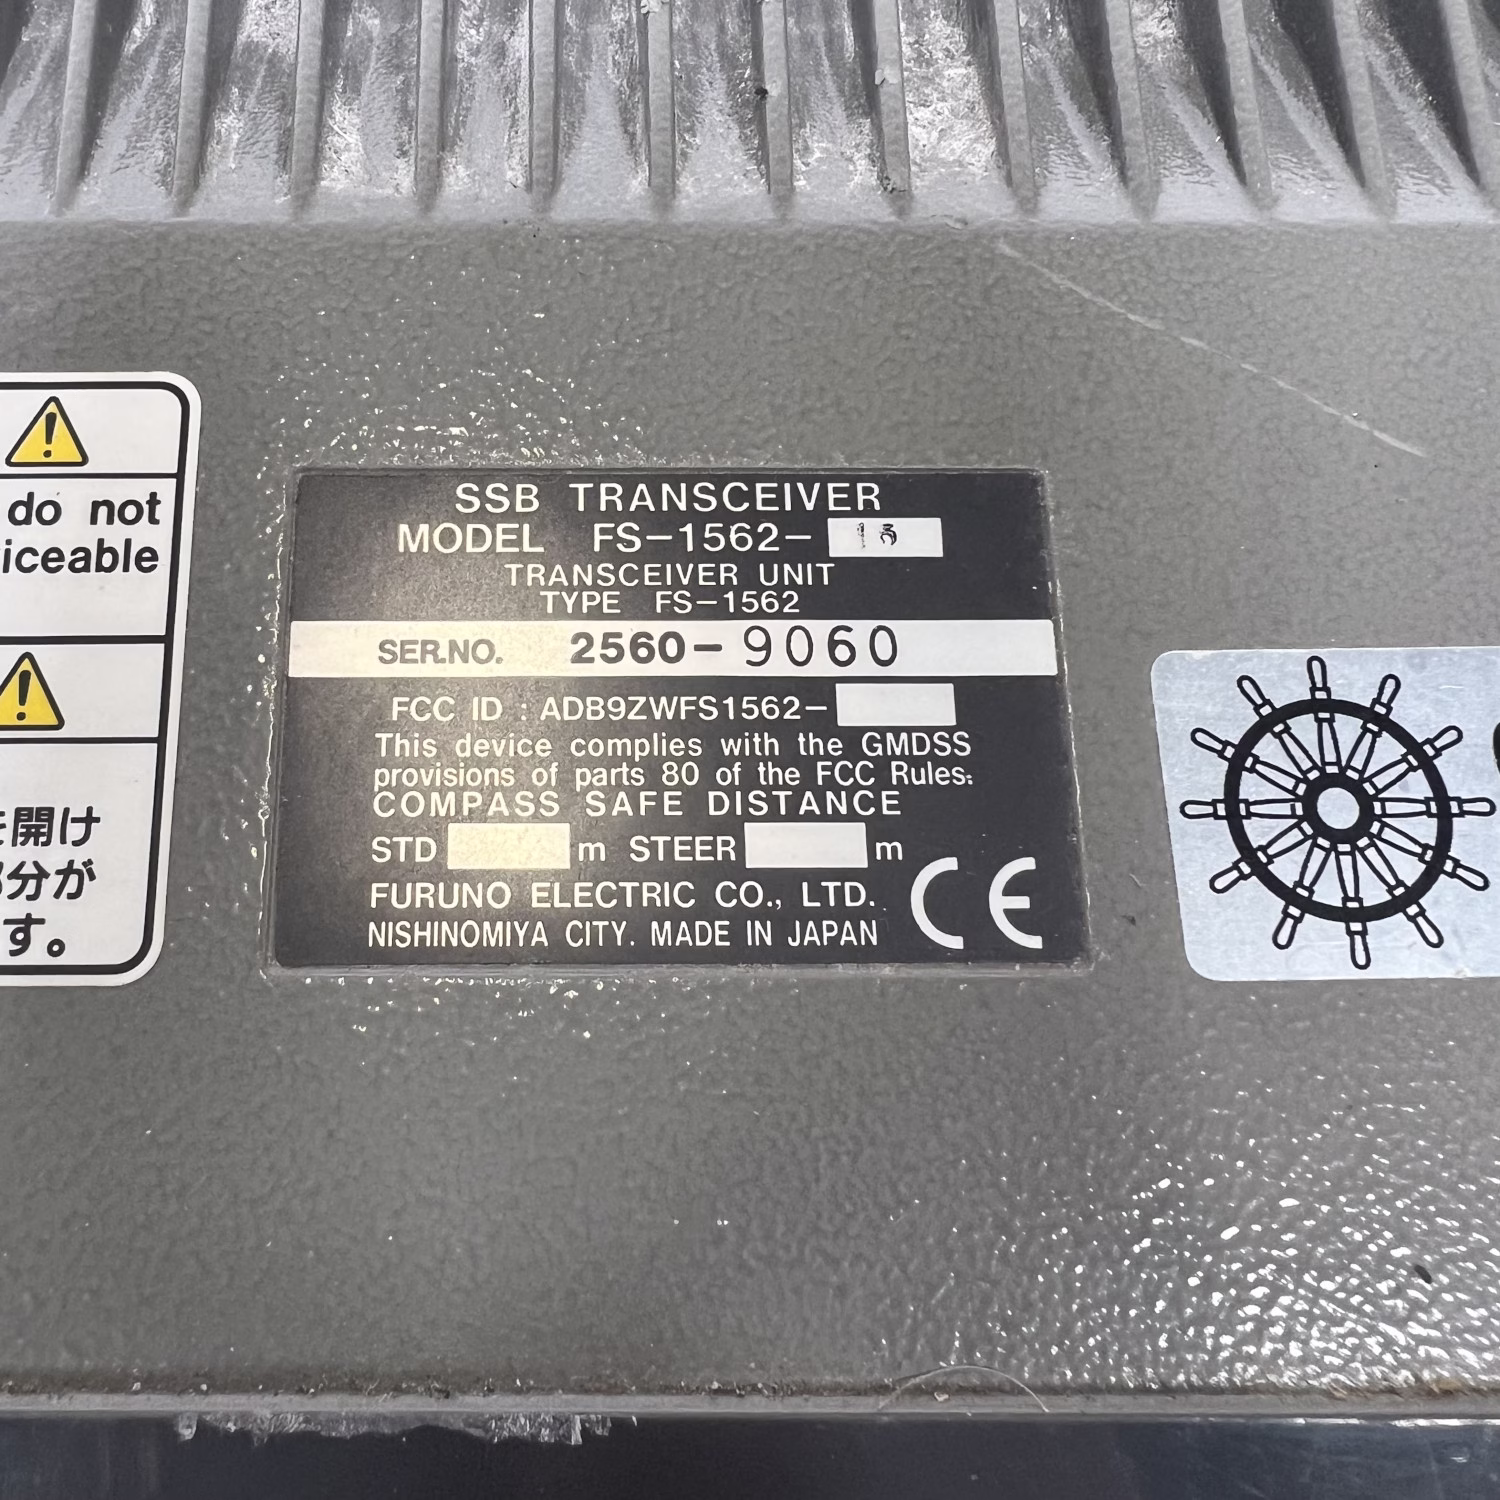 do not
iceable
を開け
部分が
す。
SSB TRANSCEIVER
MODEL FS-1562-
TRANSCEIVER UNIT
TYPE FS-1562
SER.NO. 2560-9060
FCC ID : ADB9ZWFS1562-
This device complies with the GMDSS
provisions of parts 80 of the FCC Rules.
COMPASS SAFE DISTANCE
STD m STEER m
FURUNO ELECTRIC CO., LTD.
NISHINOMIYA CITY. MADE IN JAPAN
CE